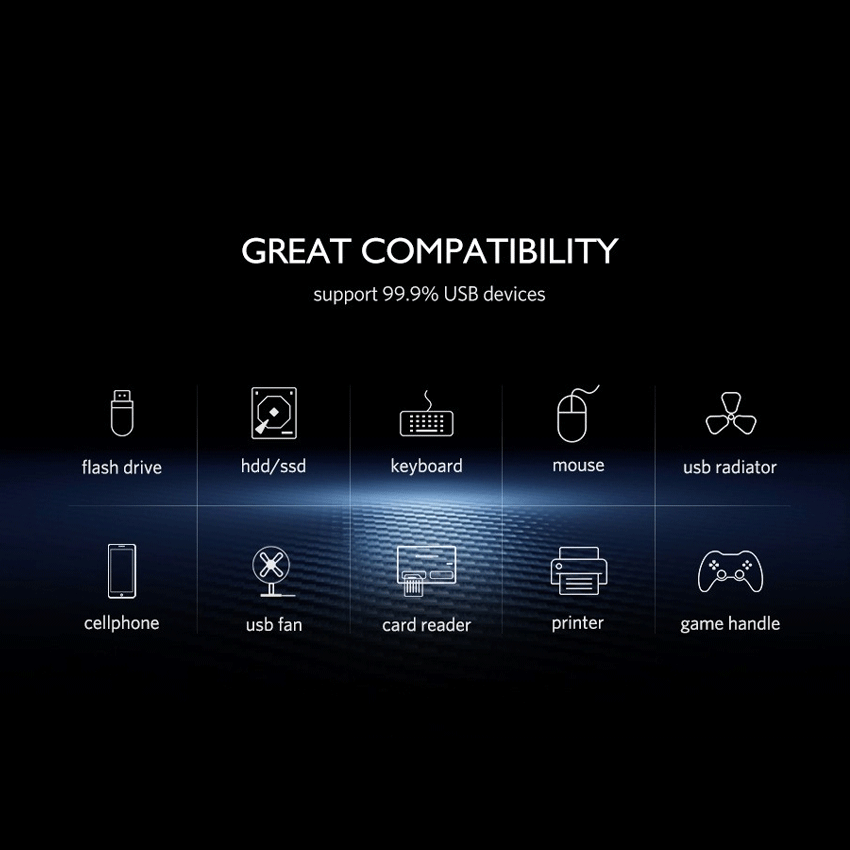 GREAT COMPATIBILITY
support 99.9% USB devices
flash drive
hdd/ssd
keyboard
mouse
usb radiator
cellphone
usb fan
card reader
printer
game handle